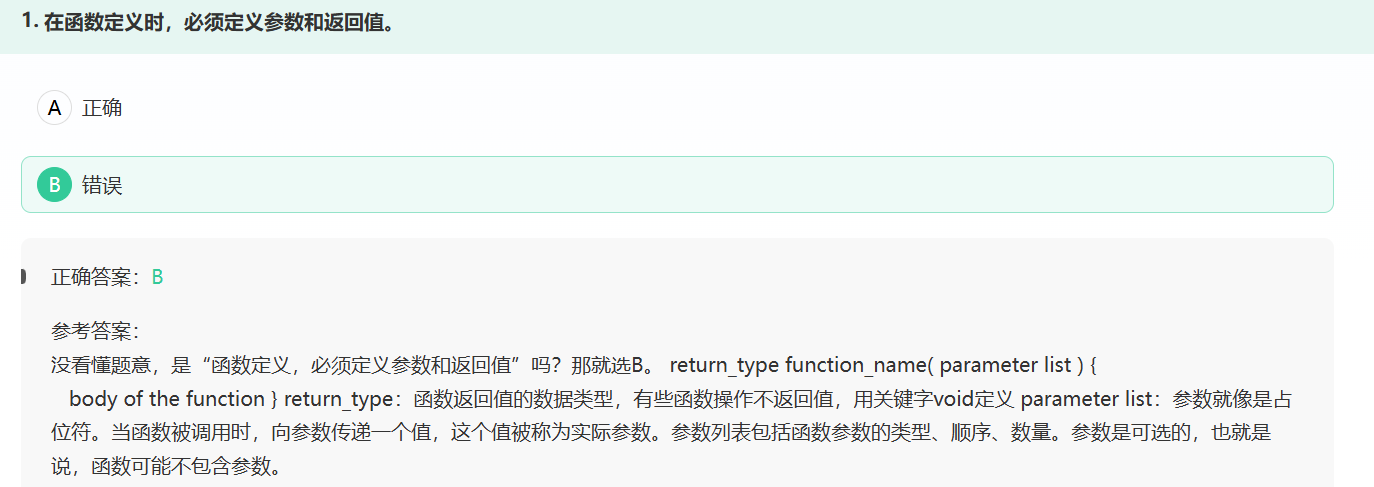 1. 在函数定义时，必须定义参数和返回值。
A 正确
B 错误
正确答案：B
参考答案：
没看懂题意，是“函数定义，必须定义参数和返回值”吗？那就选B。 return_type function_name( parameter list ) {
body of the function } return_type：函数返回值的数据类型，有些函数操作不返回值，用关键字void定义 parameter list：参数就像是占
位符。当函数被调用时，向参数传递一个值，这个值被称为实际参数。参数列表包括函数参数的类型、顺序、数量。参数是可选的，也就是
说，函数可能不包含参数。